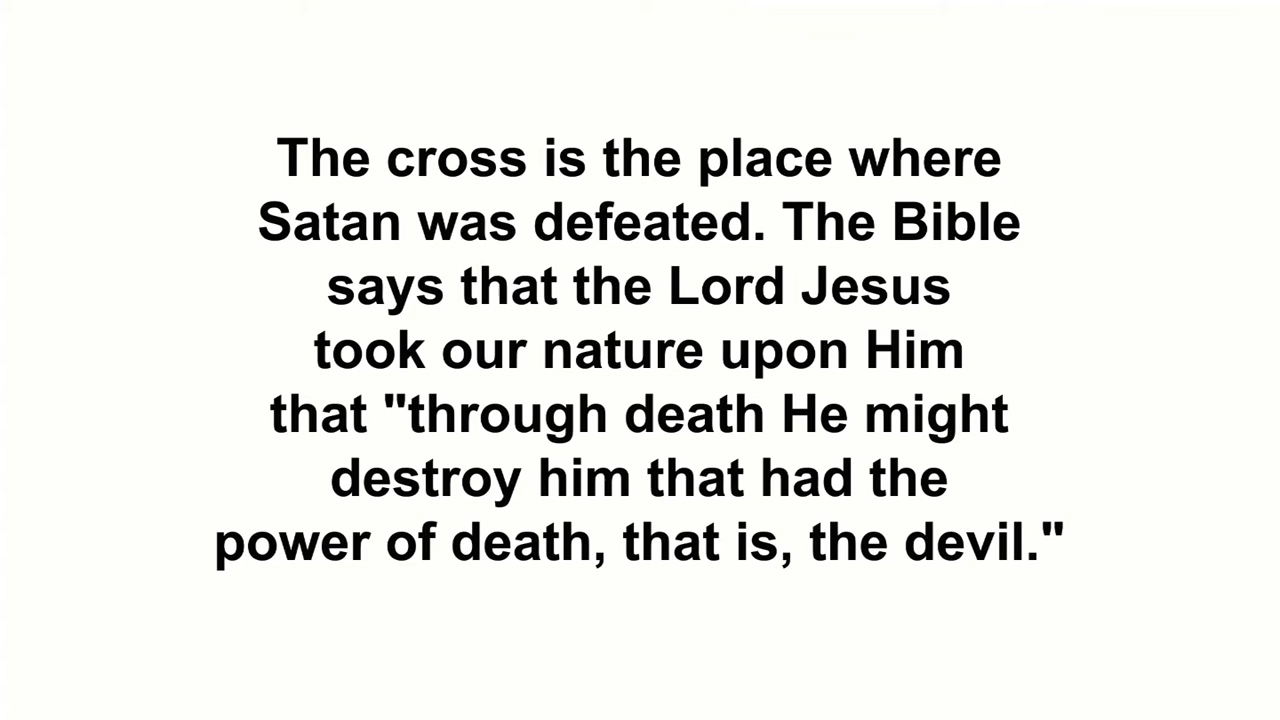 The cross is the place where
Satan was defeated. The Bible
says that the Lord Jesus
took our nature upon Him
that "through death He might
destroy him that had the
power of death, that is, the devil."